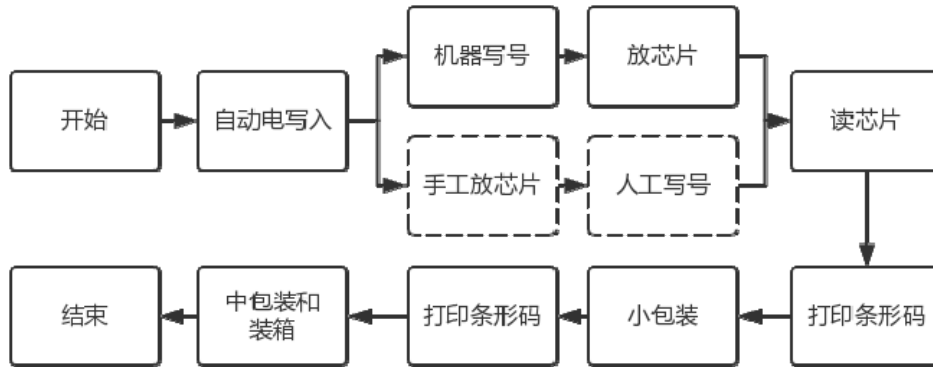 开始
自动电写入
机器写号
放芯片
手工放芯片
人工写号
读芯片
打印条形码
小包装
打印条形码
中包装和
装箱
结束